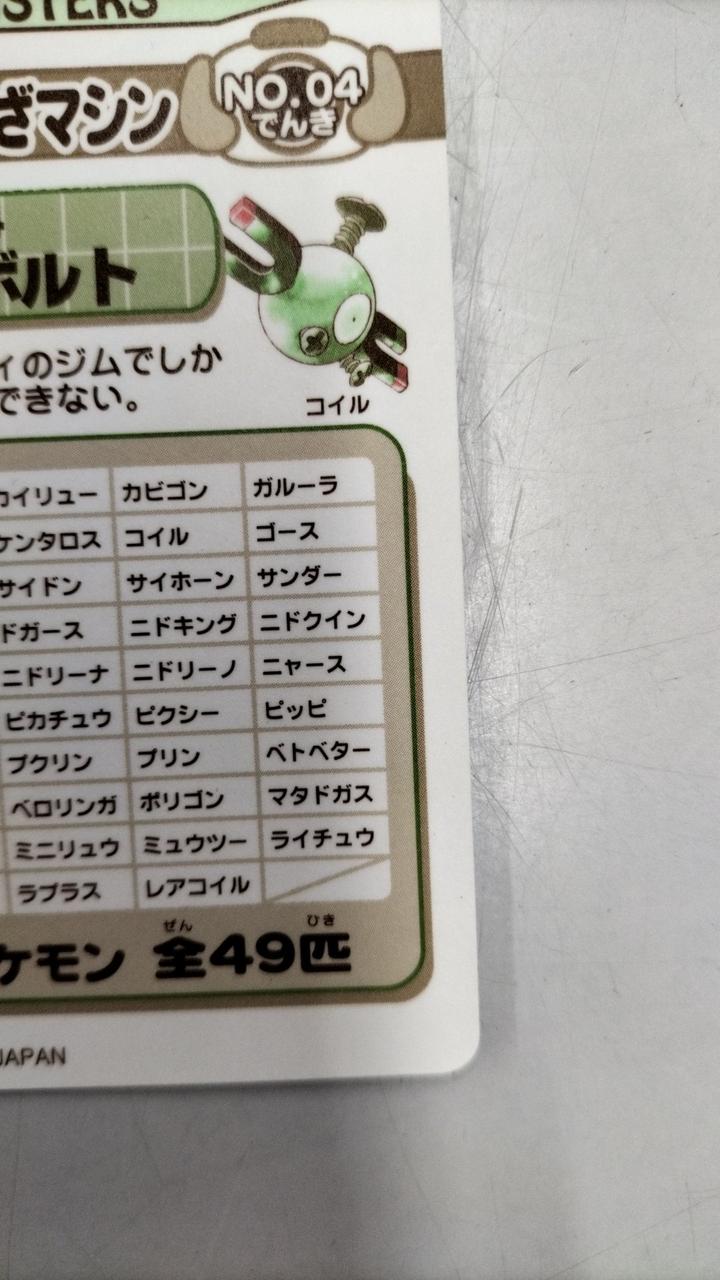 STERS
ざマシン
NO.04
でんき
ボルト
ィのジムでしか
できない。
コイル
カイリュー カビゴン ガルーラ
ケンタロス コイル ゴース
サイドン サイホーン サンダー
ドガース ニドキング ニドクイン
ニドリーナ ニドリーノ ニャース
ピカチュウ ピクシー ピッピ
プクリン プリン ベトベター
ベロリンガ ポリゴン マタドガス
ミニリュウ ミュウツー ライチュウ
ラプラス レアコイル
ぜん ひき
ケモン 全49匹
JAPAN